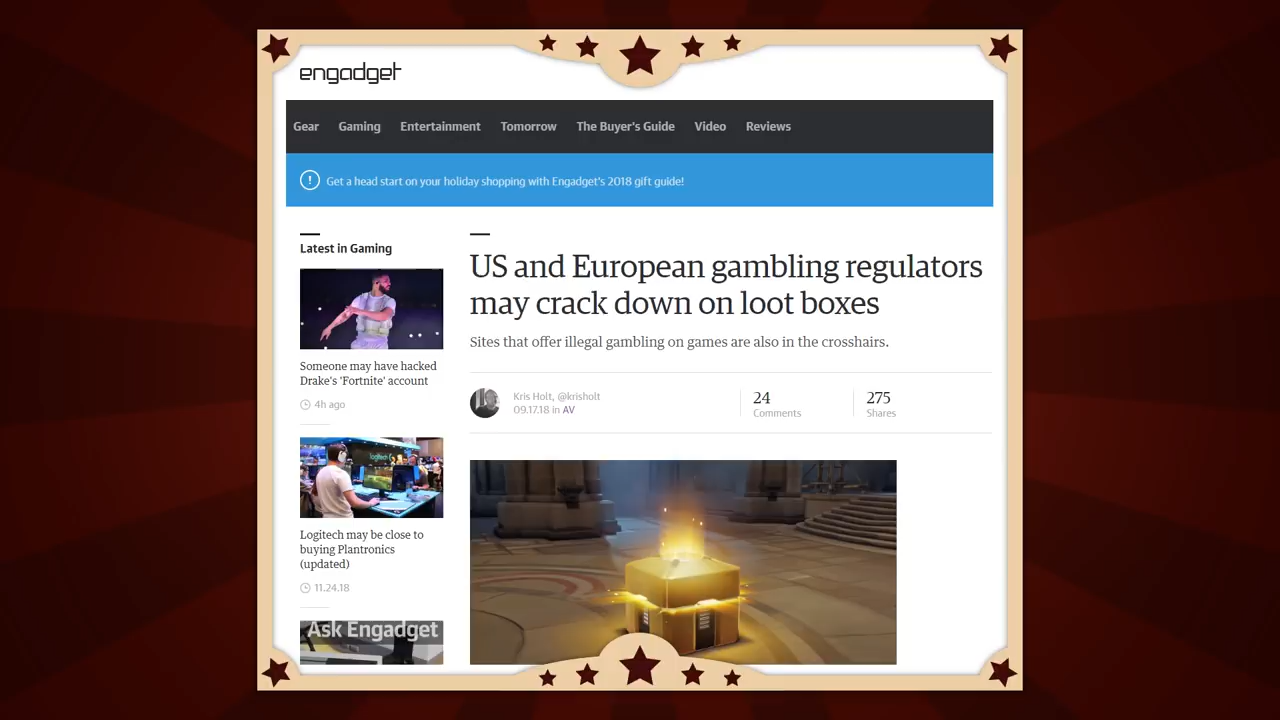 engadget
Gear Gaming Entertainment Tomorrow The Buyer's Guide Video Reviews
! Get a head start on your holiday shopping with Engadget's 2018 gift guide!
Latest in Gaming
Someone may have hacked
Drake's 'Fortnite' account
4h ago
logitech
Logitech may be close to
buying Plantronics
(updated)
11.24.18
Ask Engadget
US and European gambling regulators
may crack down on loot boxes
Sites that offer illegal gambling on games are also in the crosshairs.
Kris Holt, @krisholt
09.17.18 in AV
24
Comments
275
Shares